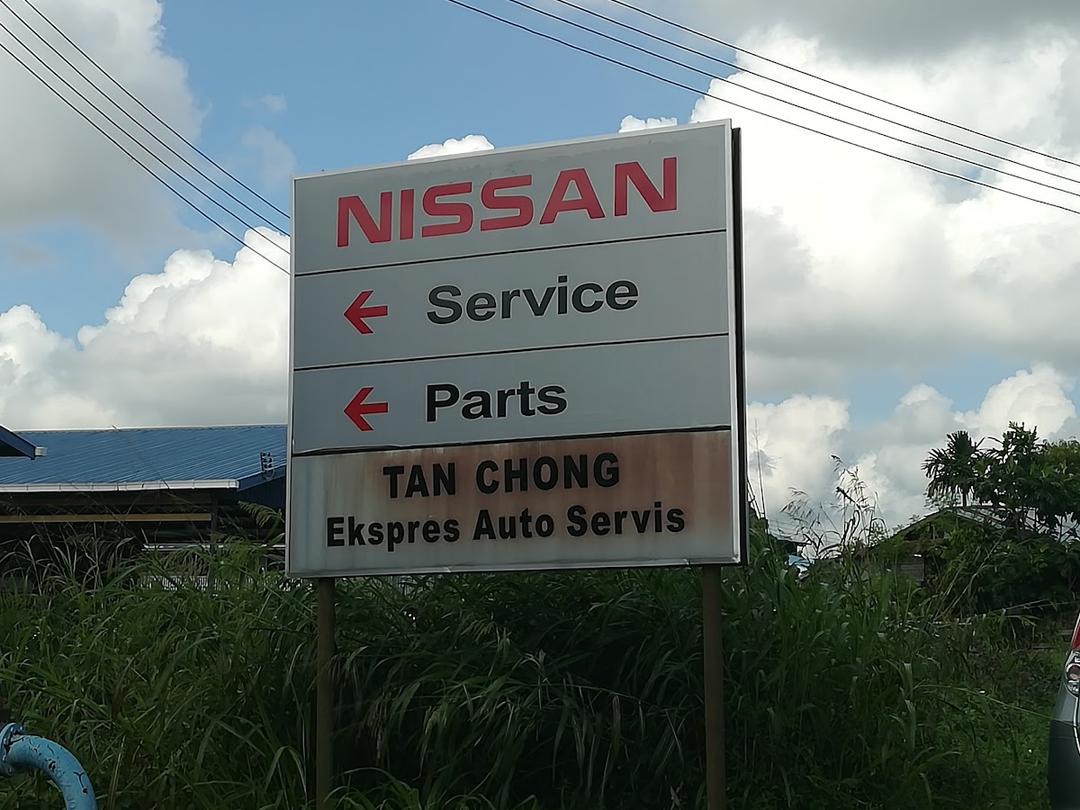 NISSAN
← Service
← Parts
TAN CHONG
Ekspres Auto Servis